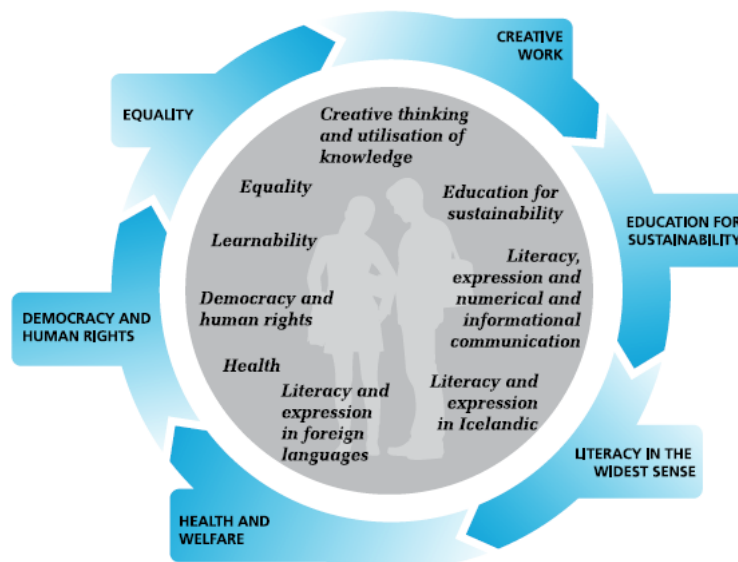 CREATIVE
WORK
EQUALITY
Creative thinking
and utilisation of
knowledge
Equality
Education for
sustainability
EDUCATION FOR
SUSTAINABILITY
Learnability
Literacy,
expression and
numerical and
informational
communication
Democracy and
human rights
DEMOCRACY AND
HUMAN RIGHTS
Health
Literacy and
expression
in foreign
languages
Literacy and
expression
in Icelandic
LITERACY IN THE
WIDEST SENSE
HEALTH AND
WELFARE